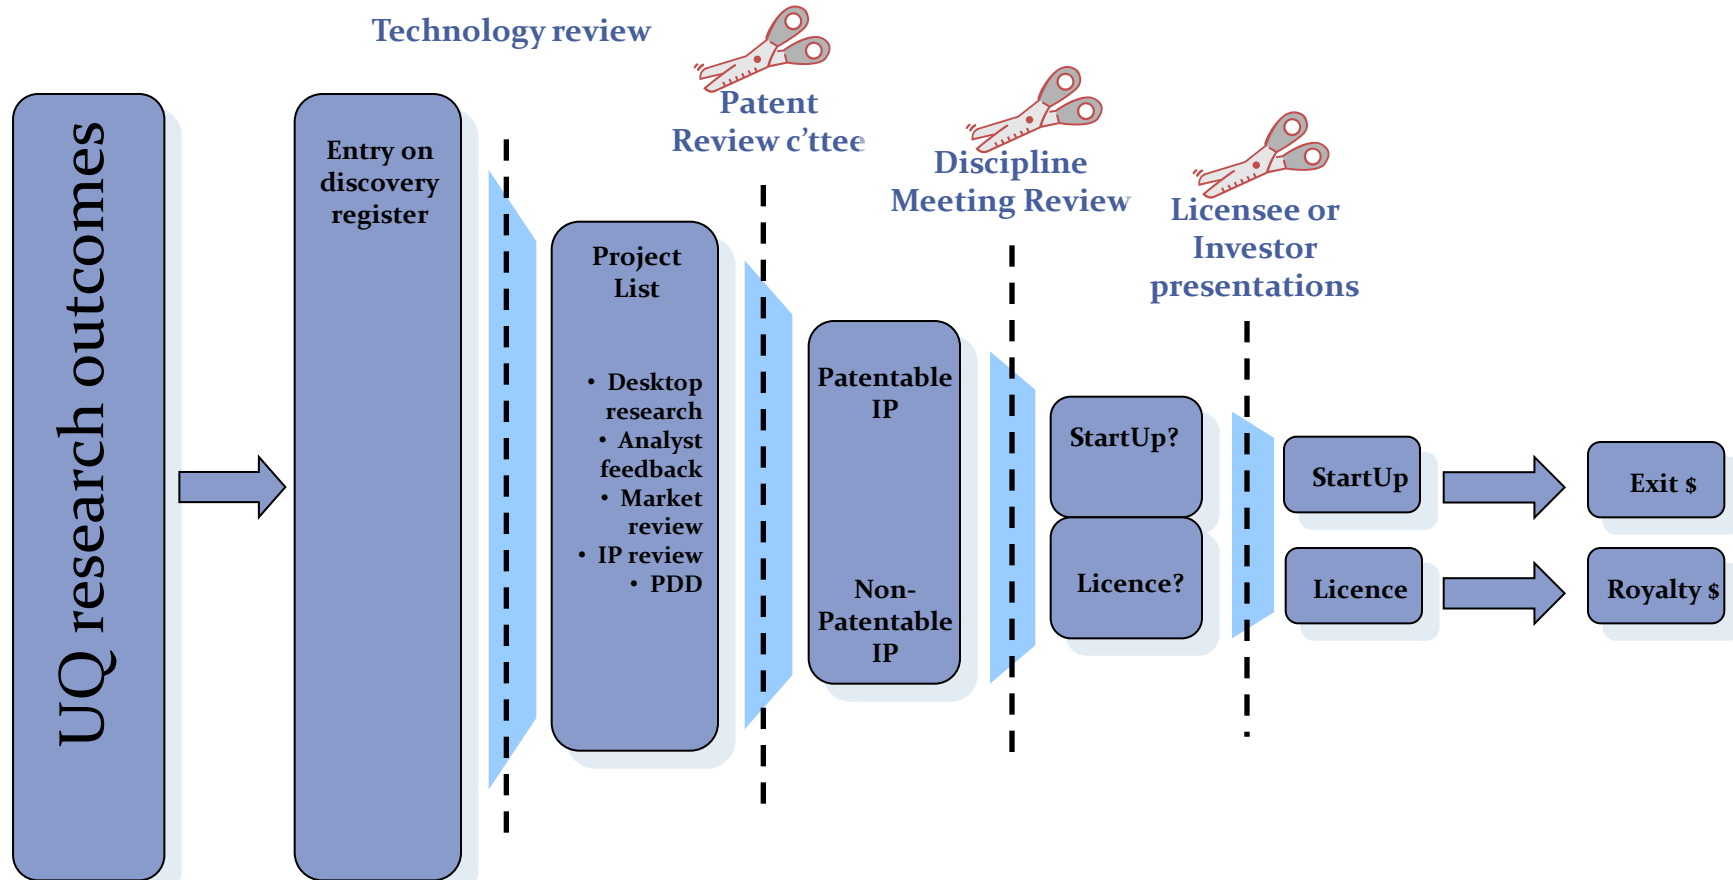 Technology review
Patent
Review c'ttee
Discipline
Meeting Review
Licensee or
Investor
presentations
UQ research outcomes
Entry on
discovery
register
Project
List
• Desktop
research
• Analyst
feedback
• Market
review
• IP review
• PDD
Patentable
IP
Non-
Patentable
IP
StartUp?
Licence?
StartUp
Licence
Exit $
Royalty $